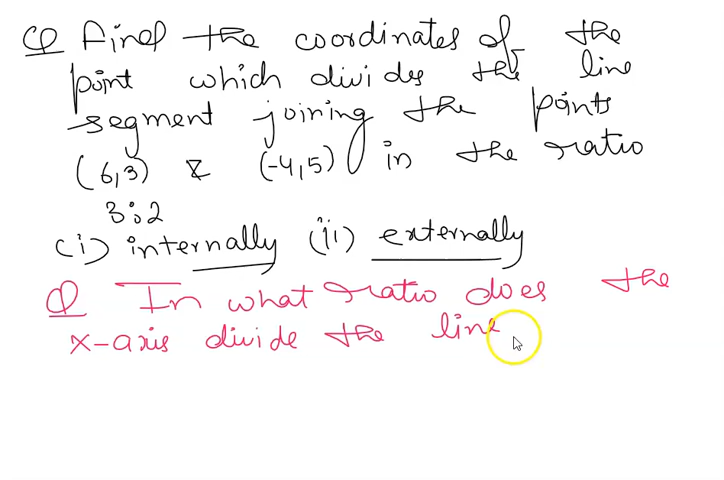 Q Find the coordinates of the
point which divides the line
segment joining the points
(6,3) & (-4,5) in the ratio
3:2
(i) internally (ii) externally
Q In what ratio does the
x-axis divide the line